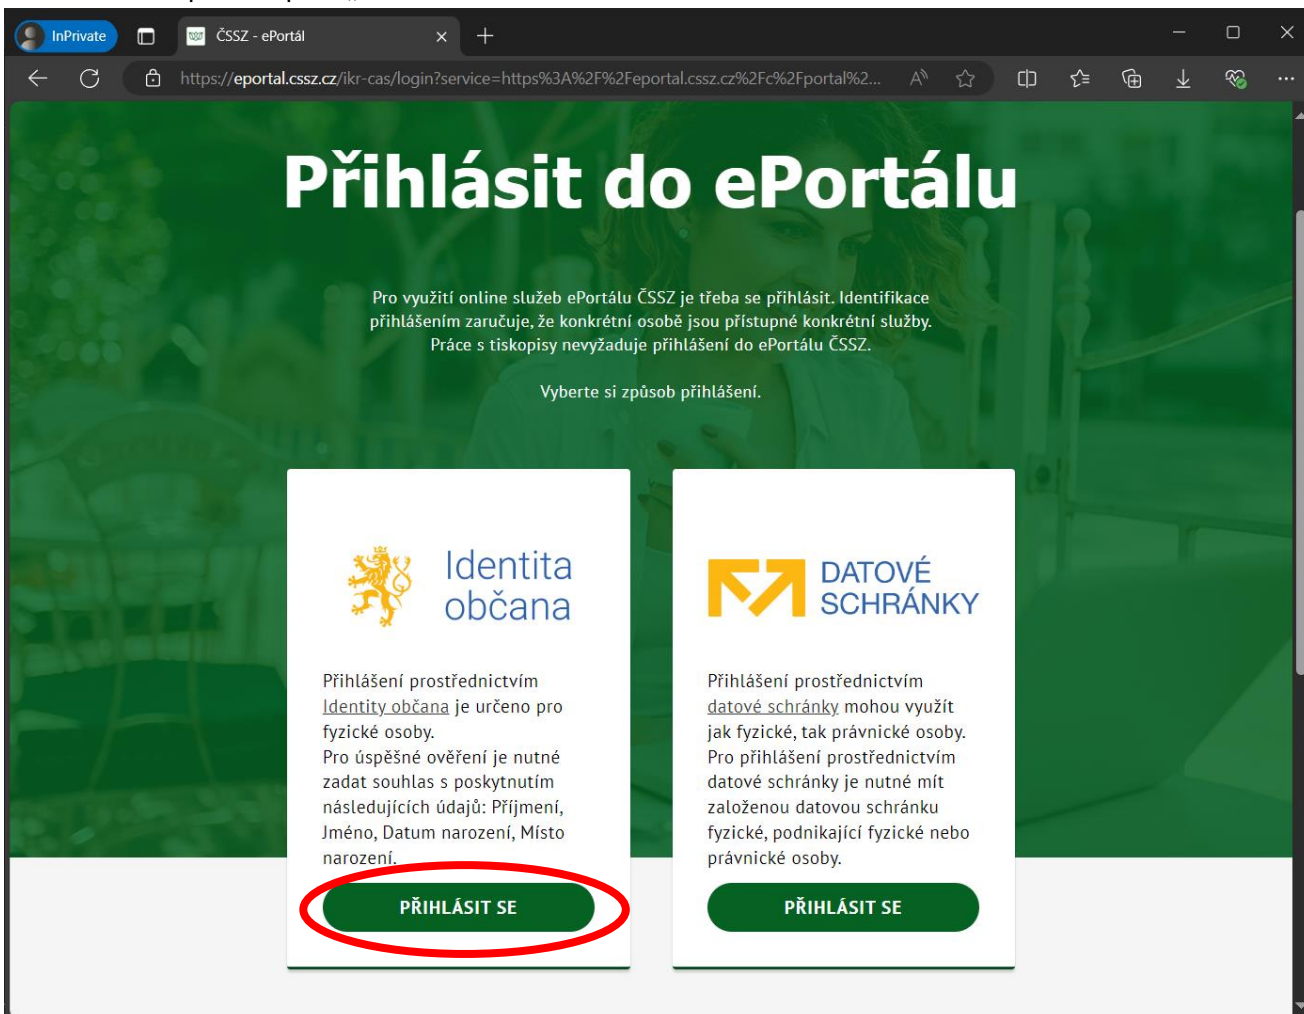 InPrivate
ČSSZ - ePortál
https://eportal.cssz.cz/ikr-cas/login?service=https%3A%2F%2Feportal.cssz.cz%2Fc%2Fportal%2...
Přihlásit do ePortálu
Pro využití online služeb ePortálu ČSSZ je třeba se přihlásit. Identifikace
přihlášením zaručuje, že konkrétní osobě jsou přístupné konkrétní služby.
Práce s tiskopisy nevyžaduje přihlášení do ePortálu ČSSZ.
Vyberte si způsob přihlášení.
Identita
občana
Přihlášení prostřednictvím
Identity občana je určeno pro
fyzické osoby.
Pro úspěšné ověření je nutné
zadat souhlas s poskytnutím
následujících údajů: Příjmení,
Jméno, Datum narození, Místo
narození.
PŘIHLÁSIT SE
DATOVÉ
SCHRÁNKY
Přihlášení prostřednictvím
datové schránky mohou využít
jak fyzické, tak právnické osoby.
Pro přihlášení prostřednictvím
datové schránky je nutné mít
založenou datovou schránku
fyzické, podnikající fyzické nebo
právnické osoby.
PŘIHLÁSIT SE